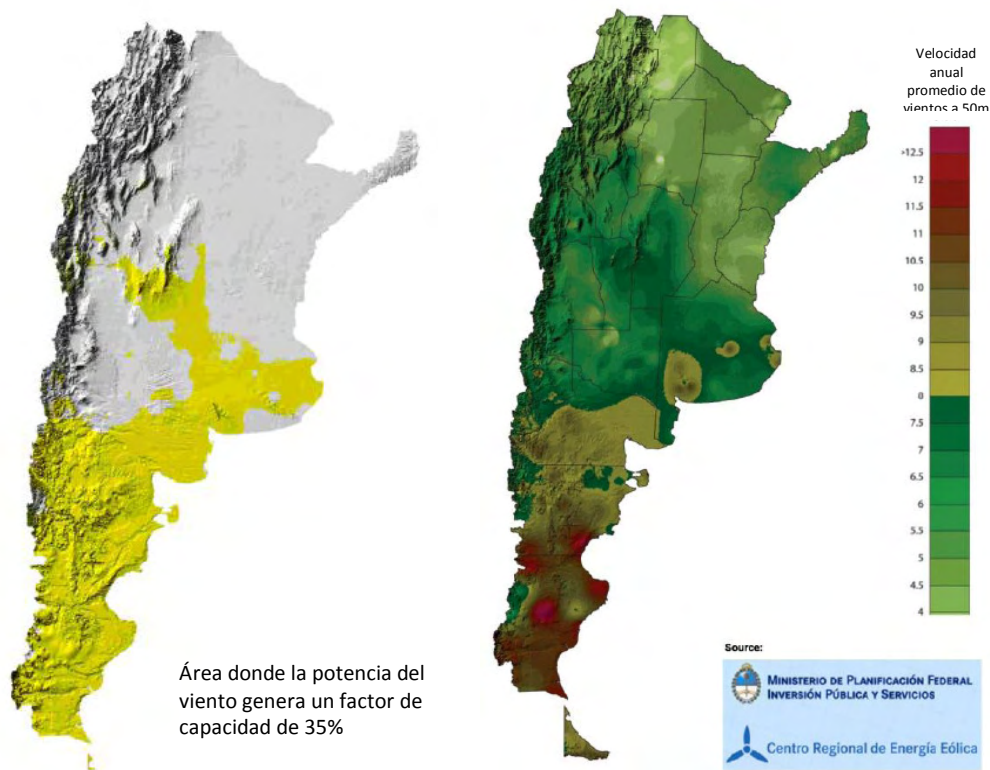 Velocidad
anual
promedio de
vientos a 50m
>12.5
12
11.5
11
10.5
10
9.5
9
8.5
0
7.5
7
6.5
6
5.5
5
4.5
4
Área donde la potencia del
viento genera un factor de
capacidad de 35%
Source:
MINISTERIO DE PLANIFICACIÓN FEDERAL
INVERSIÓN PÚBLICA Y SERVICIOS
Centro Regional de Energía Eólica